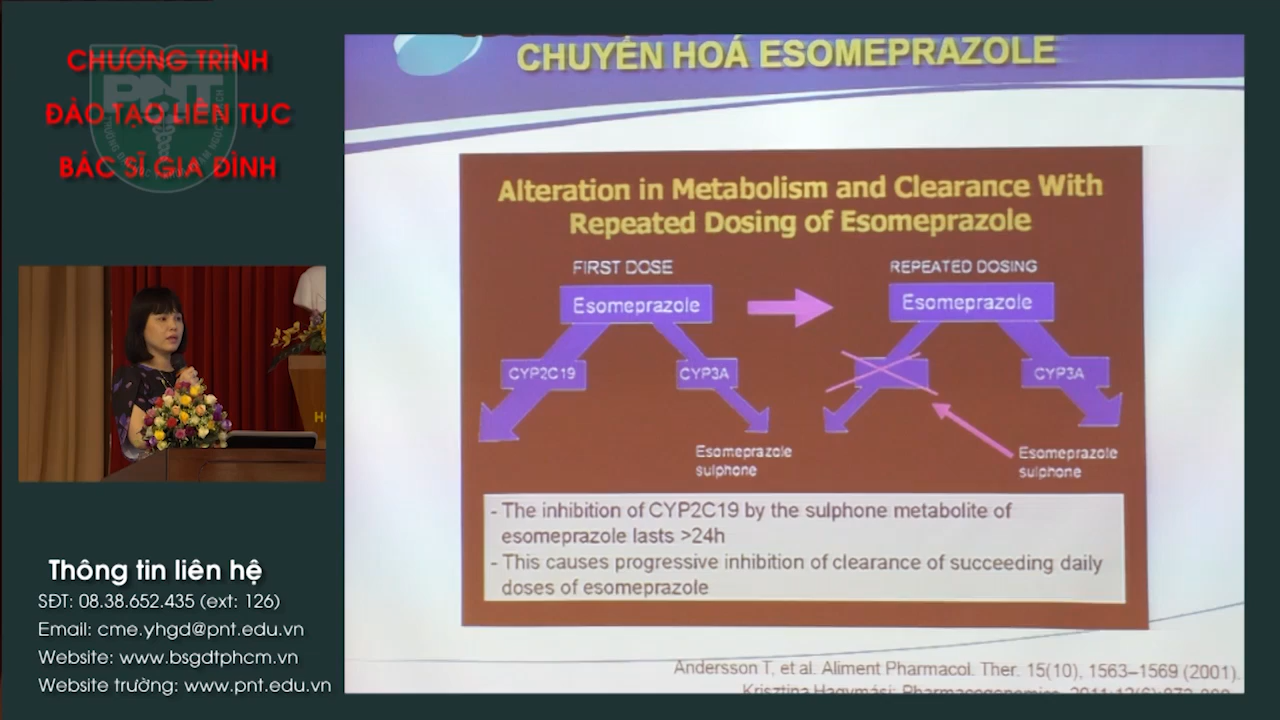 CHƯƠNG TRÌNH
ĐÀO TẠO LIÊN TỤC
BÁC SĨ GIA ĐÌNH
PNT
CHUYỂN HOÁ ESOMEPRAZOLE
Alteration in Metabolism and Clearance With
Repeated Dosing of Esomeprazole
FIRST DOSE
REPEATED DOSING
Esomeprazole
Esomeprazole
CYP2C19
CYP3A
CYP3A
Esomeprazole
sulphone
Esomeprazole
sulphone
- The inhibition of CYP2C19 by the sulphone metabolite of
esomeprazole lasts >24h
- This causes progressive inhibition of clearance of succeeding daily
doses of esomeprazole
Andersson T, et al. Aliment Pharmacol. Ther. 15(10), 1563–1569 (2001).
Thông tin liên hệ
SĐT: 08.38.652.435 (ext: 126)
Email: cme.yhgd@pnt.edu.vn
Website: www.bsgdtphcm.vn
Website trường: www.pnt.edu.vn